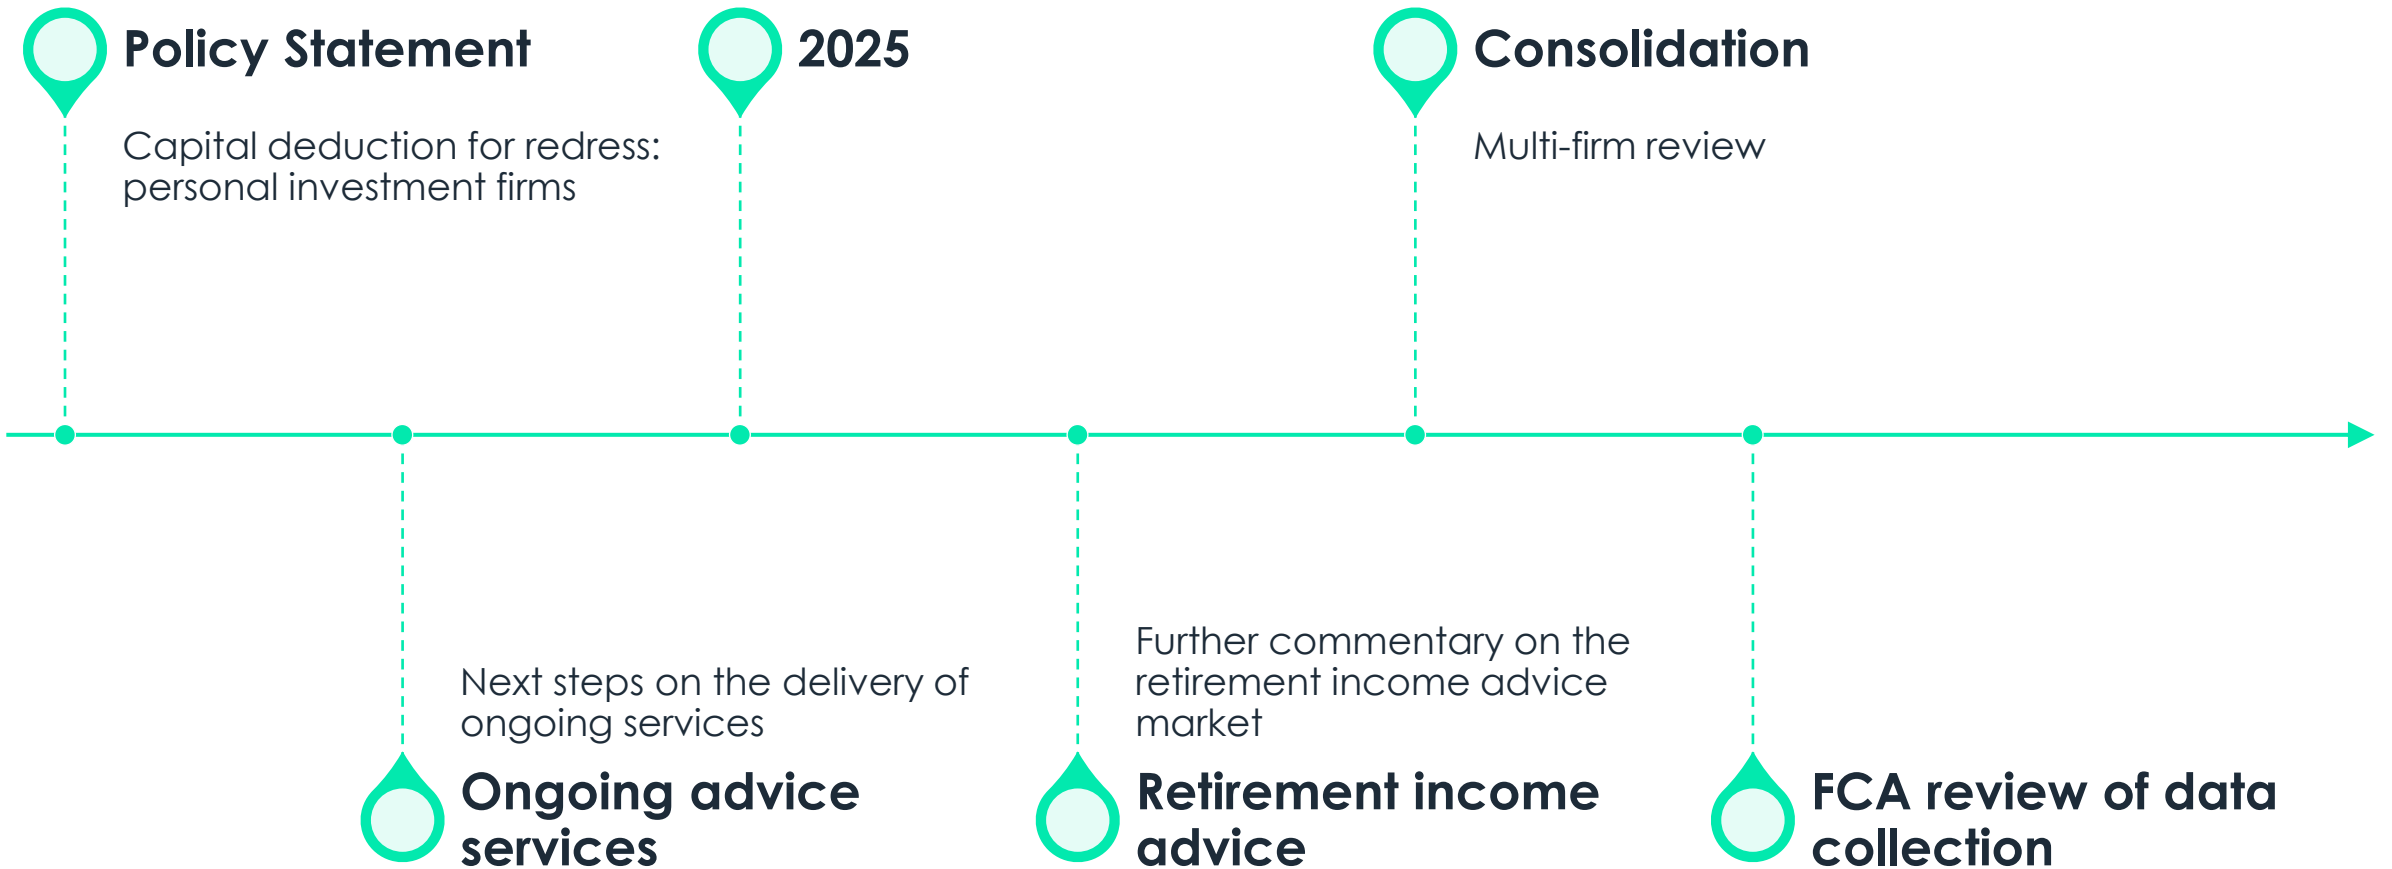 Policy Statement
Capital deduction for redress:
personal investment firms
2025
Consolidation
Multi-firm review
Next steps on the delivery of
ongoing services
Ongoing advice
services
Further commentary on the
retirement income advice
market
Retirement income
advice
FCA review of data
collection